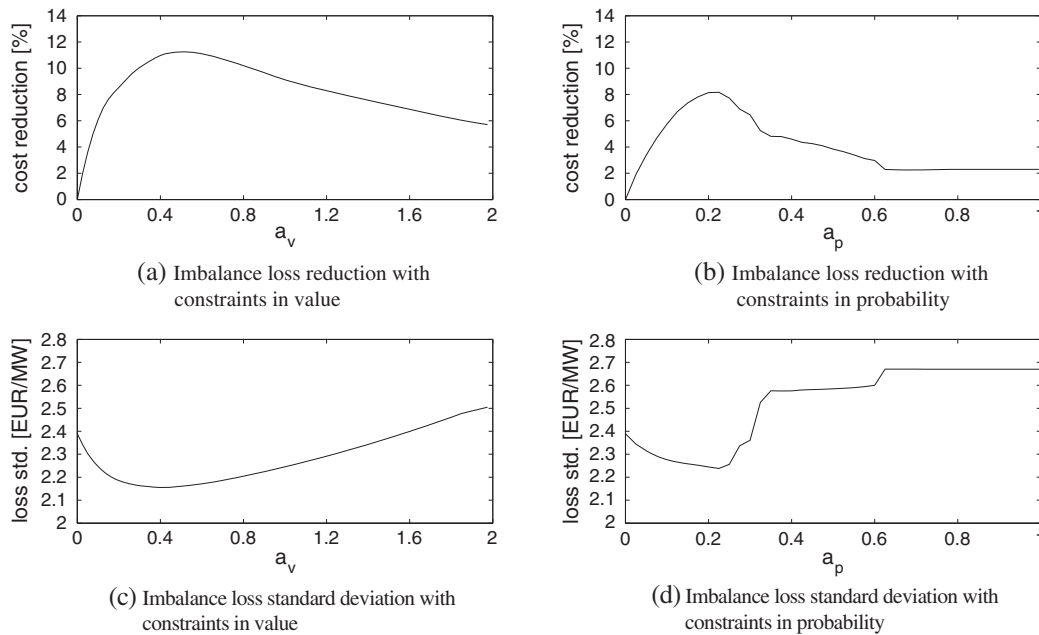 cost reduction [%]
14
12
10
8
6
4
2
0
0 0.4 0.8 1.2 1.6 2
a_v
(a) Imbalance loss reduction with
constraints in value
cost reduction [%]
14
12
10
8
6
4
2
0
0 0.2 0.4 0.6 0.8
a_p
(b) Imbalance loss reduction with
constraints in probability
loss std. [EUR/MW]
2.8
2.7
2.6
2.5
2.4
2.3
2.2
2.1
2
0 0.4 0.8 1.2 1.6 2
a_v
(c) Imbalance loss standard deviation with
constraints in value
loss std. [EUR/MW]
2.8
2.7
2.6
2.5
2.4
2.3
2.2
2.1
2
0 0.2 0.4 0.6 0.8
a_p
(d) Imbalance loss standard deviation with
constraints in probability